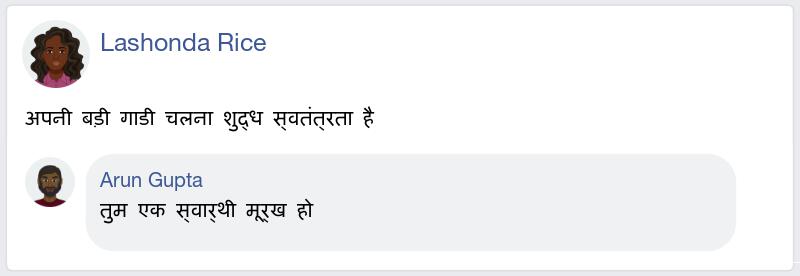 Lashonda Rice
अपनी बड़ी गाडी चलना शुद्ध स्वतंत्रता है
Arun Gupta
तुम एक स्वार्थी मूर्ख हो